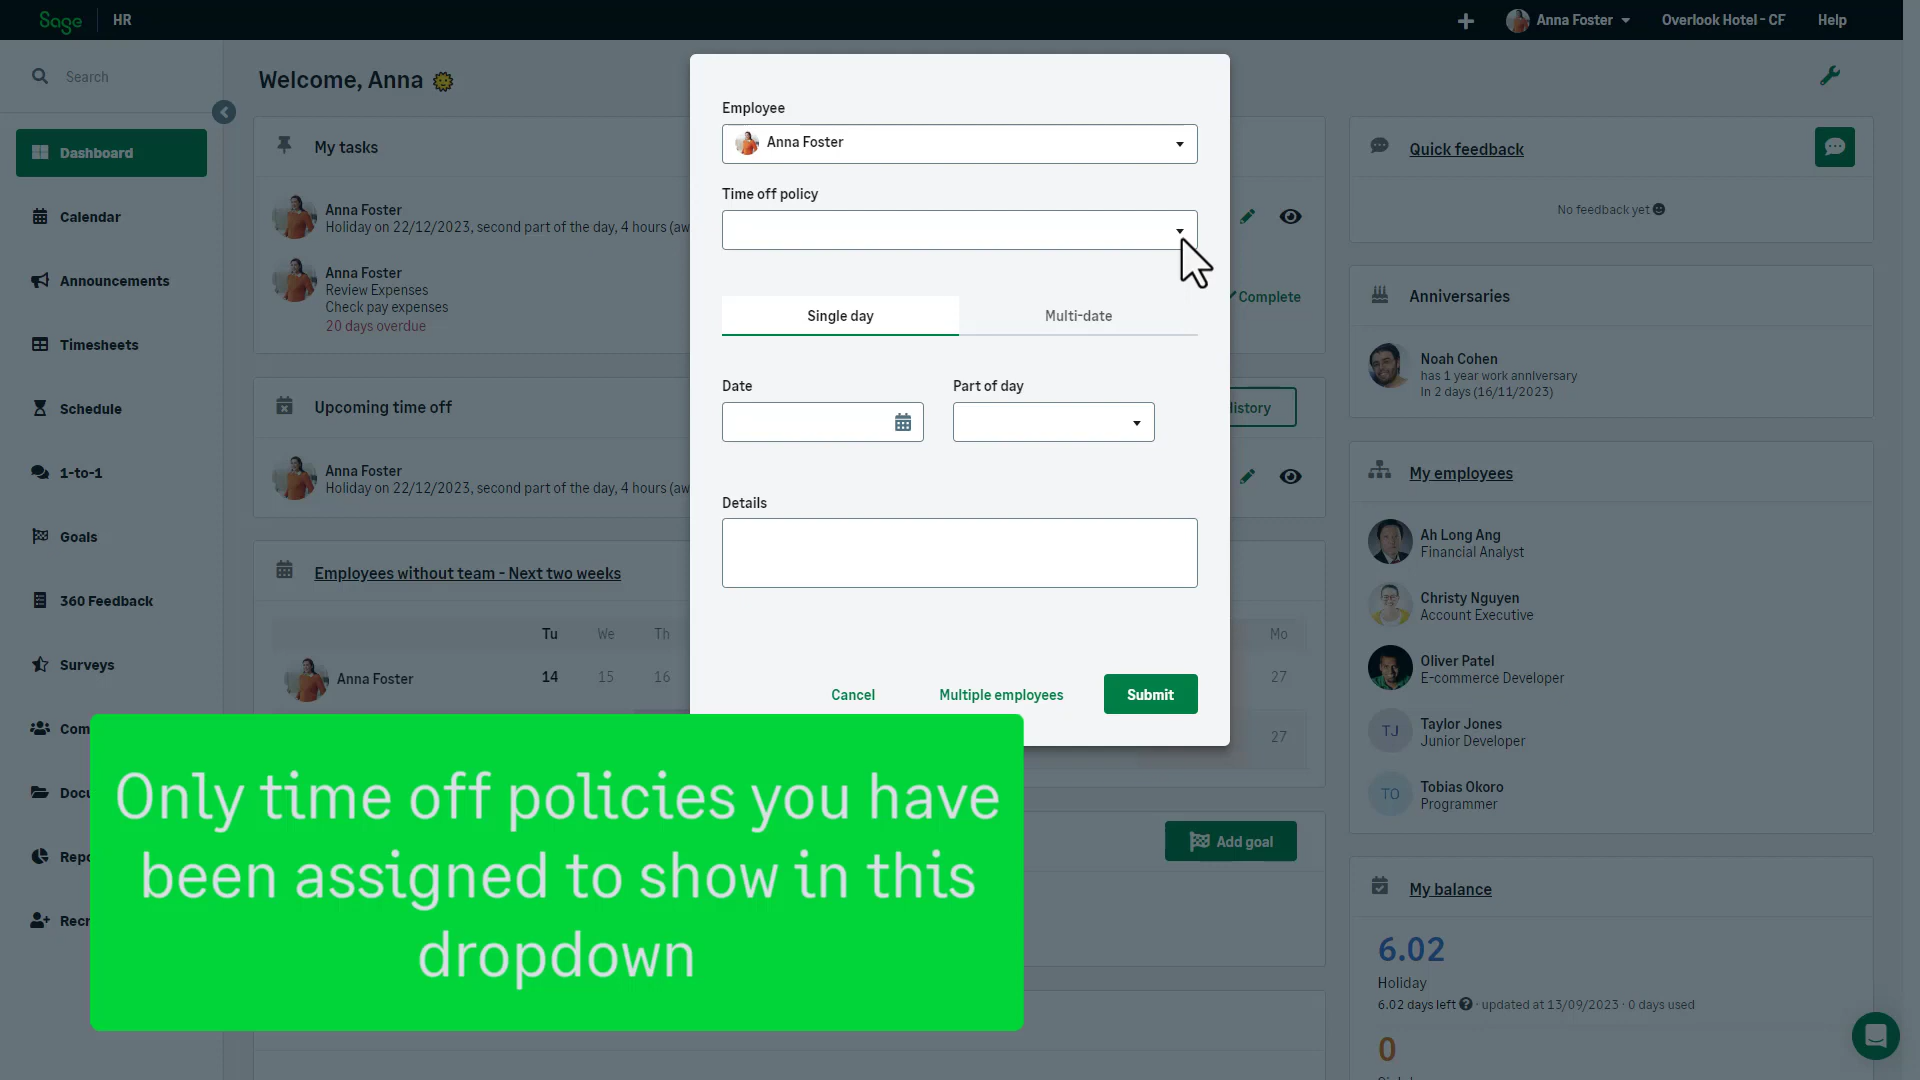 Sage
HR
Anna Foster
Overlook Hotel - CF
Help
Search
Dashboard
Calendar
Announcements
Timesheets
Schedule
1-to-1
Goals
360 Feedback
Surveys
Com
Docu
Repo
Recr
Welcome, Anna
My tasks
Anna Foster
Holiday on 22/12/2023, second part of the day, 4 hours (aw
Anna Foster
Review Expenses
Check pay expenses
20 days overdue
Complete
Upcoming time off
History
Anna Foster
Holiday on 22/12/2023, second part of the day, 4 hours (aw
Employees without team - Next two weeks
Tu We Th Mo
Anna Foster 14 15 16 27
27
Add goal
Employee
Anna Foster
Time off policy
Single day
Multi-date
Date
Part of day
Details
Cancel
Multiple employees
Submit
Only time off policies you have
been assigned to show in this
dropdown
Quick feedback
No feedback yet
Anniversaries
Noah Cohen
has 1 year work anniversary
In 2 days (16/11/2023)
My employees
Ah Long Ang
Financial Analyst
Christy Nguyen
Account Executive
Oliver Patel
E-commerce Developer
TJ
Taylor Jones
Junior Developer
TO
Tobias Okoro
Programmer
My balance
6.02
Holiday
6.02 days left · updated at 13/09/2023 · 0 days used
0